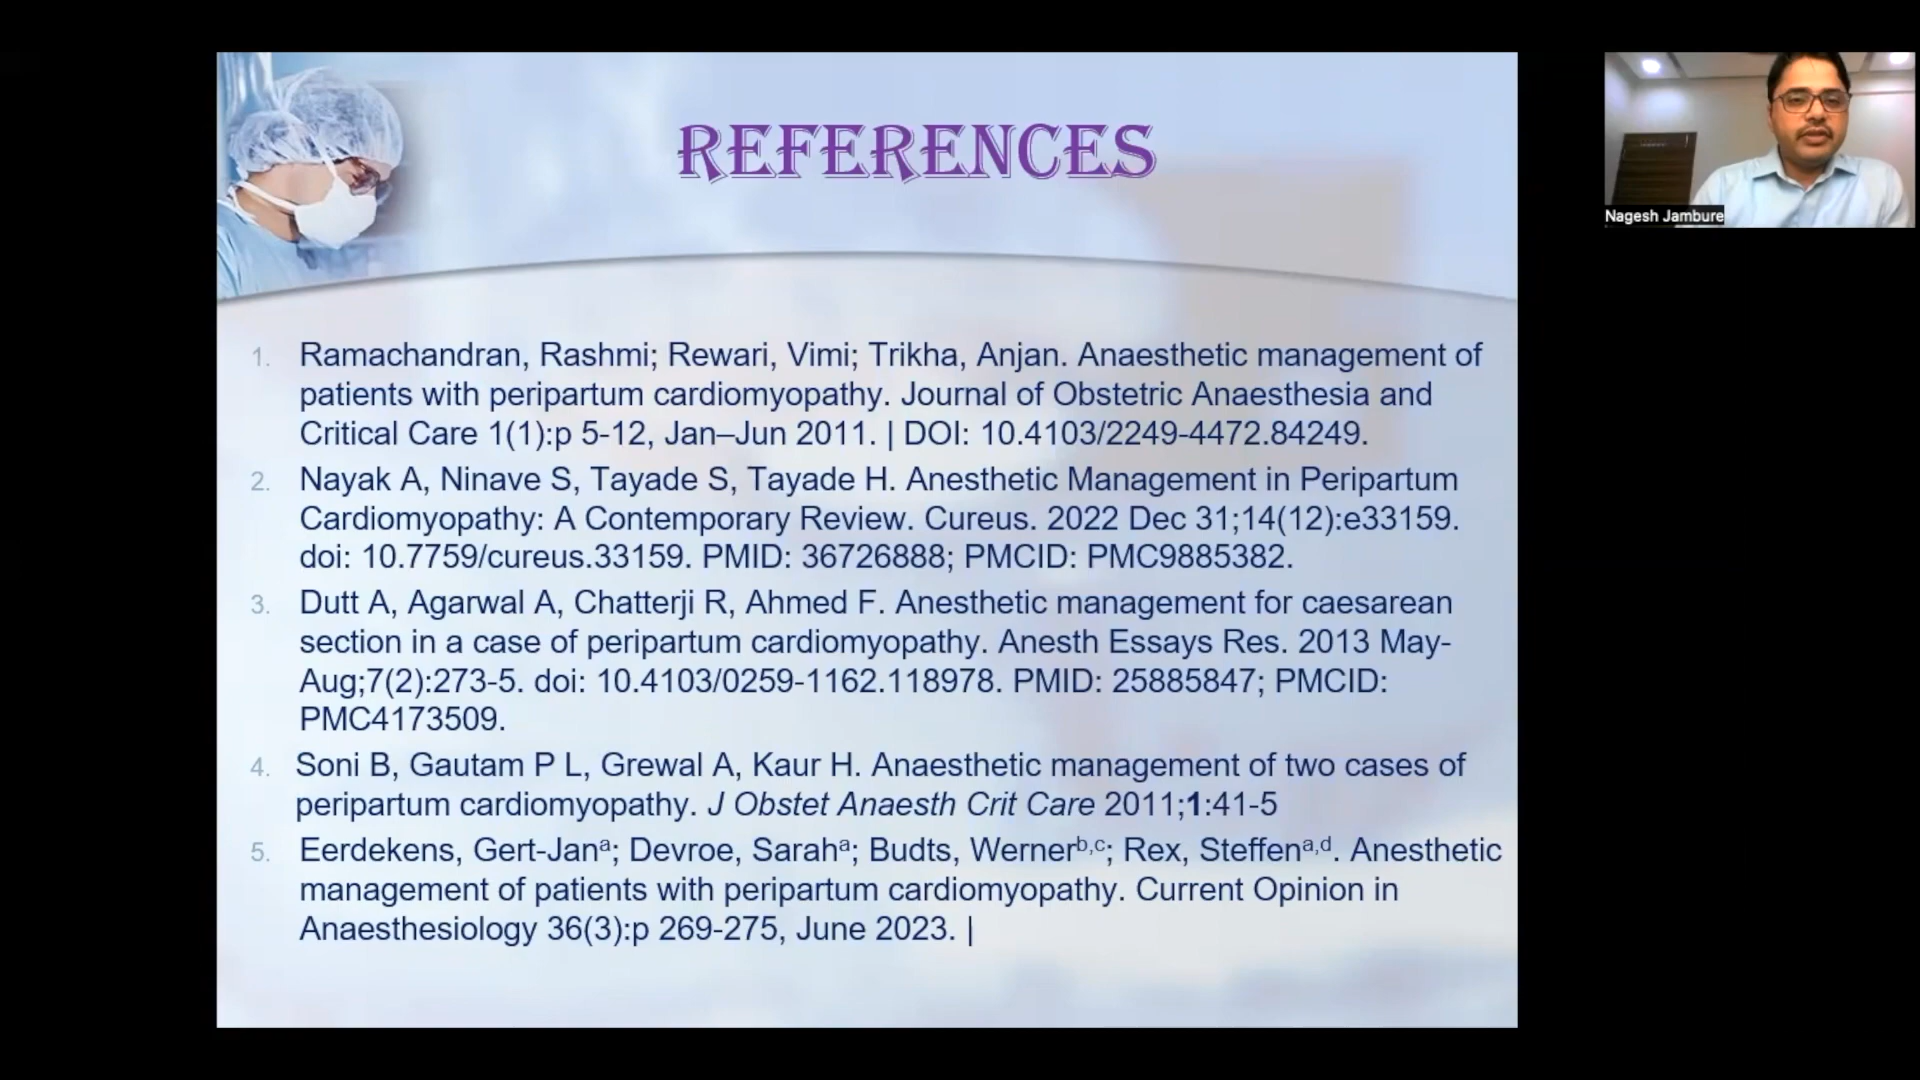 REFERENCES
Nagesh Jambure
1. Ramachandran, Rashmi; Rewari, Vimi; Trikha, Anjan. Anaesthetic management of
patients with peripartum cardiomyopathy. Journal of Obstetric Anaesthesia and
Critical Care 1(1):p 5-12, Jan–Jun 2011. | DOI: 10.4103/2249-4472.84249.
2. Nayak A, Ninave S, Tayade S, Tayade H. Anesthetic Management in Peripartum
Cardiomyopathy: A Contemporary Review. Cureus. 2022 Dec 31;14(12):e33159.
doi: 10.7759/cureus.33159. PMID: 36726888; PMCID: PMC9885382.
3. Dutt A, Agarwal A, Chatterji R, Ahmed F. Anesthetic management for caesarean
section in a case of peripartum cardiomyopathy. Anesth Essays Res. 2013 May-
Aug;7(2):273-5. doi: 10.4103/0259-1162.118978. PMID: 25885847; PMCID:
PMC4173509.
4. Soni B, Gautam P L, Grewal A, Kaur H. Anaesthetic management of two cases of
peripartum cardiomyopathy. J Obstet Anaesth Crit Care 2011;1:41-5
5. Eerdekens, Gert-Janᵃ; Devroe, Sarahᵃ; Budts, Wernerᵇ,ᶜ; Rex, Steffenᵃ,ᵈ. Anesthetic
management of patients with peripartum cardiomyopathy. Current Opinion in
Anaesthesiology 36(3):p 269-275, June 2023. |